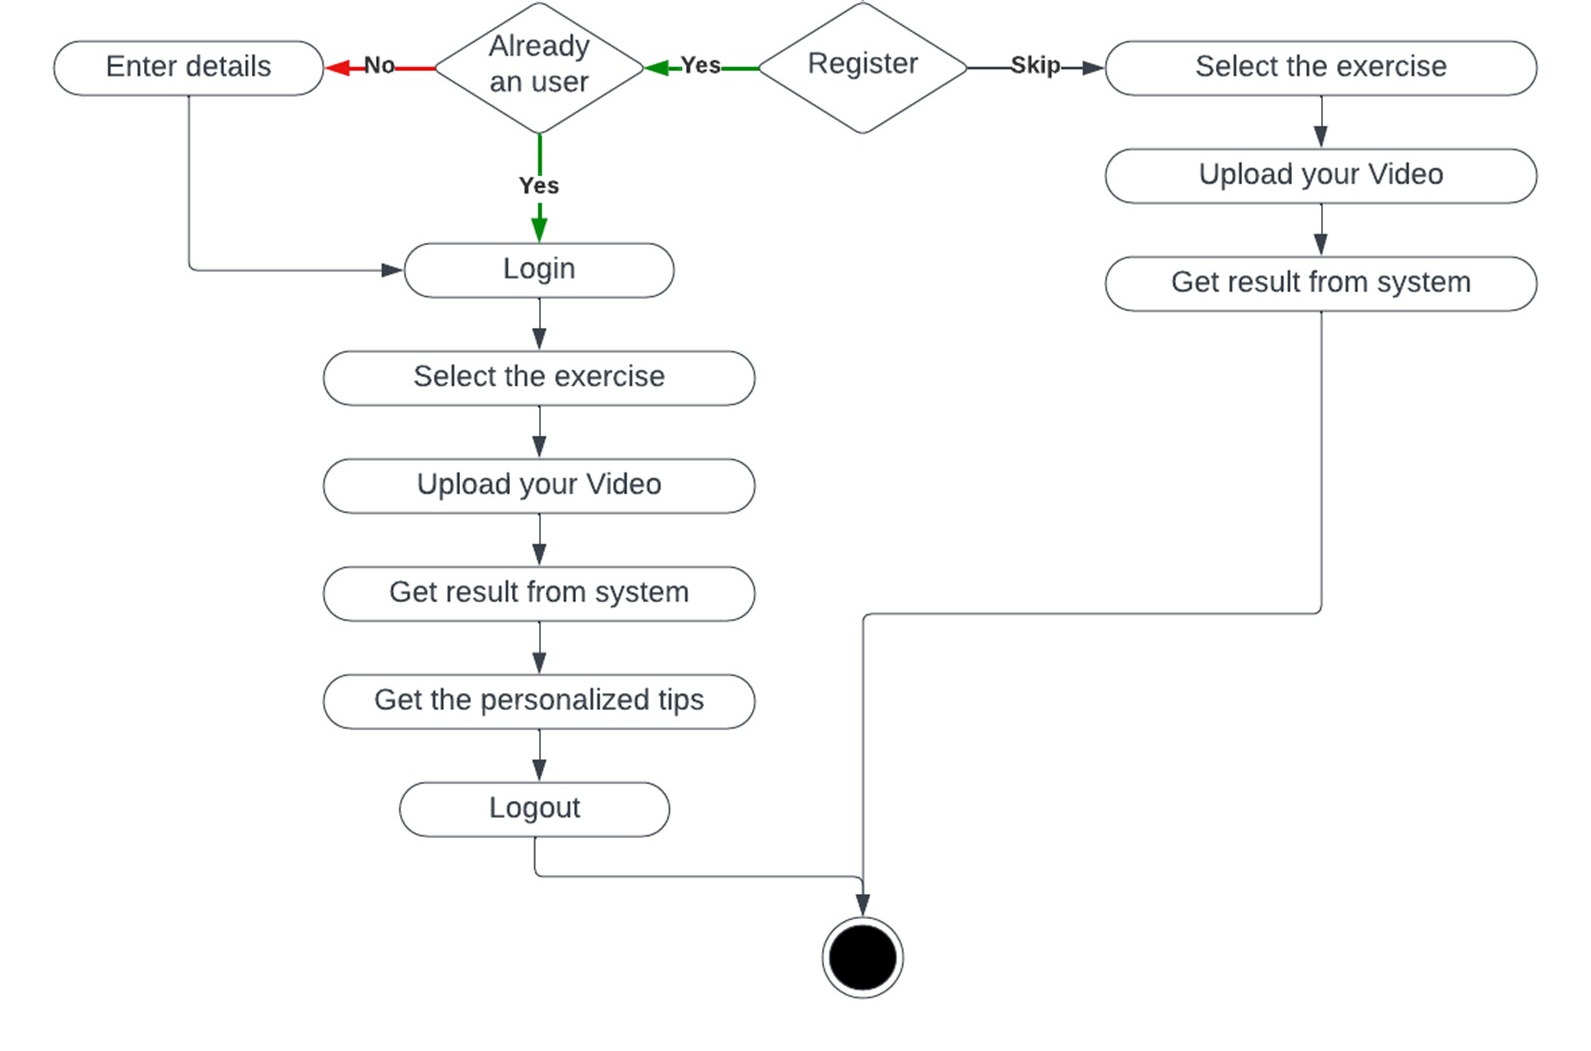 Enter details
No
Already
an user
Yes
Register
Skip
Select the exercise
Yes
Upload your Video
Login
Get result from system
Select the exercise
Upload your Video
Get result from system
Get the personalized tips
Logout